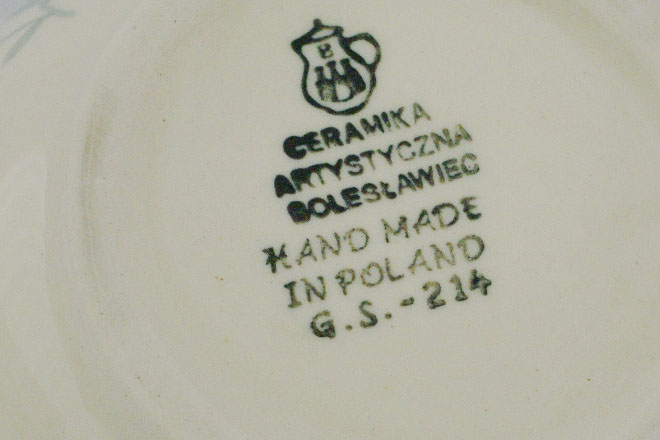 B
CERAMIKA
ARTYSTYCZNA
BOLESŁAWIEC
HAND MADE
IN POLAND
G.S.-214